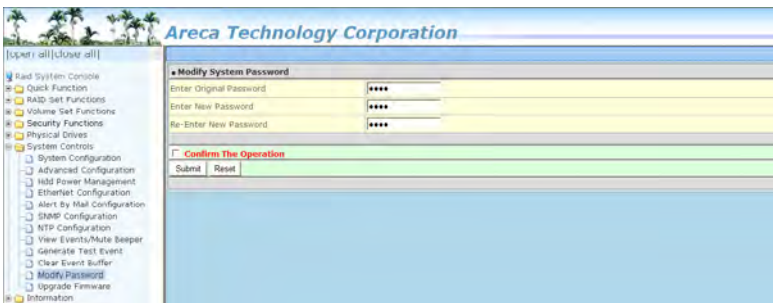 Areca Technology Corporation
|open all|close all|
Raid System Console
Quick Function
RAID Set Functions
Volume Set Functions
Security Functions
Physical Drives
System Controls
System Configuration
Advanced Configuration
Hdd Power Management
EtherNet Configuration
Alert By Mail Configuration
SNMP Configuration
NTP Configuration
View Events/Mute Beeper
Generate Test Event
Clear Event Buffer
Modify Password
Upgrade Firmware
Information
• Modify System Password
Enter Original Password ••••
Enter New Password ••••
Re-Enter New Password ••••
Confirm The Operation
Submit Reset